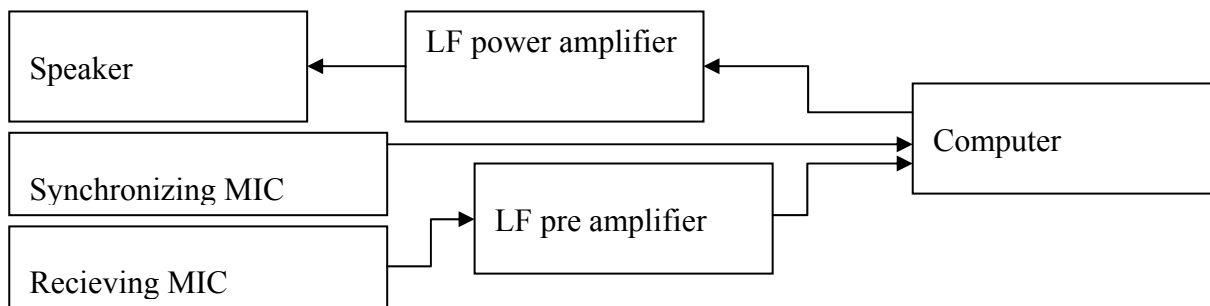 LF power amplifier
Speaker
Computer
Synchronizing MIC
LF pre amplifier
Recieving MIC